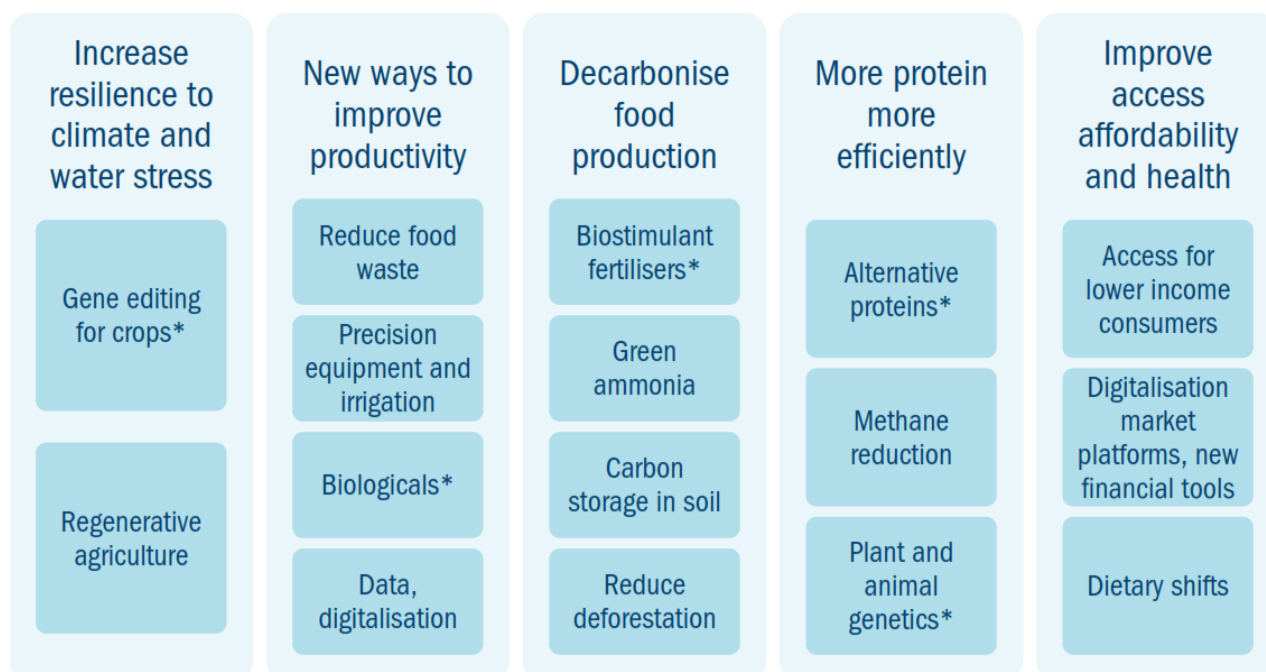 Increase
resilience to
climate and
water stress
Gene editing
for crops*
Regenerative
agriculture
New ways to
improve
productivity
Reduce food
waste
Precision
equipment and
irrigation
Biologicals*
Data,
digitalisation
Decarbonise
food
production
Biostimulant
fertilisers*
Green
ammonia
Carbon
storage in soil
Reduce
deforestation
More protein
more
efficiently
Alternative
proteins*
Methane
reduction
Plant and
animal
genetics*
Improve
access
affordability
and health
Access for
lower income
consumers
Digitalisation
market
platforms, new
financial tools
Dietary shifts